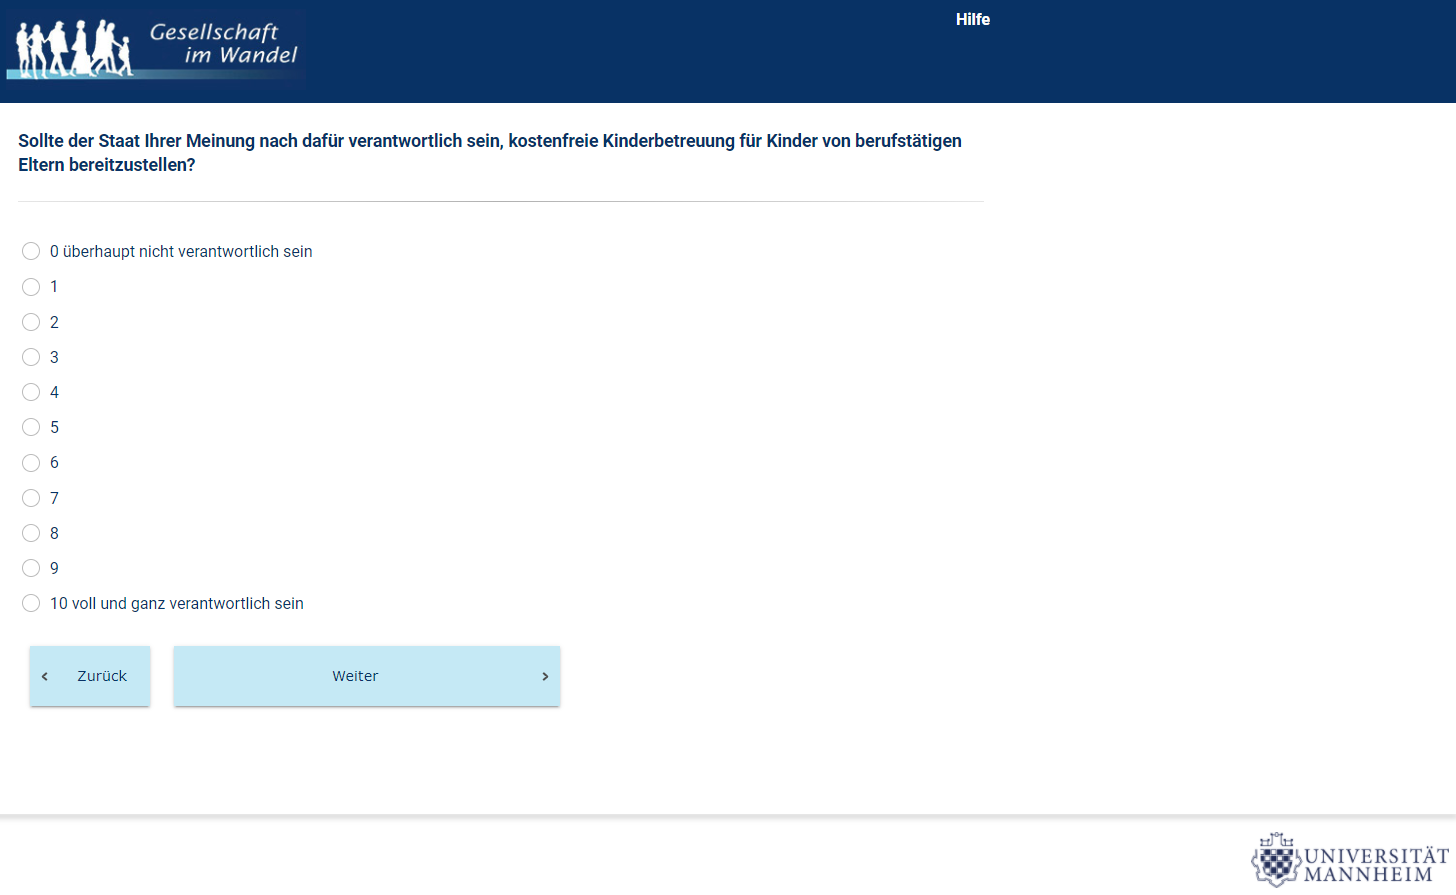 Gesellschaft
im Wandel
Hilfe
Sollte der Staat Ihrer Meinung nach dafür verantwortlich sein, kostenfreie Kinderbetreuung für Kinder von berufstätigen
Eltern bereitzustellen?
0 überhaupt nicht verantwortlich sein
1
2
3
4
5
6
7
8
9
10 voll und ganz verantwortlich sein
‹ Zurück
Weiter ›
UNIVERSITÄT
MANNHEIM